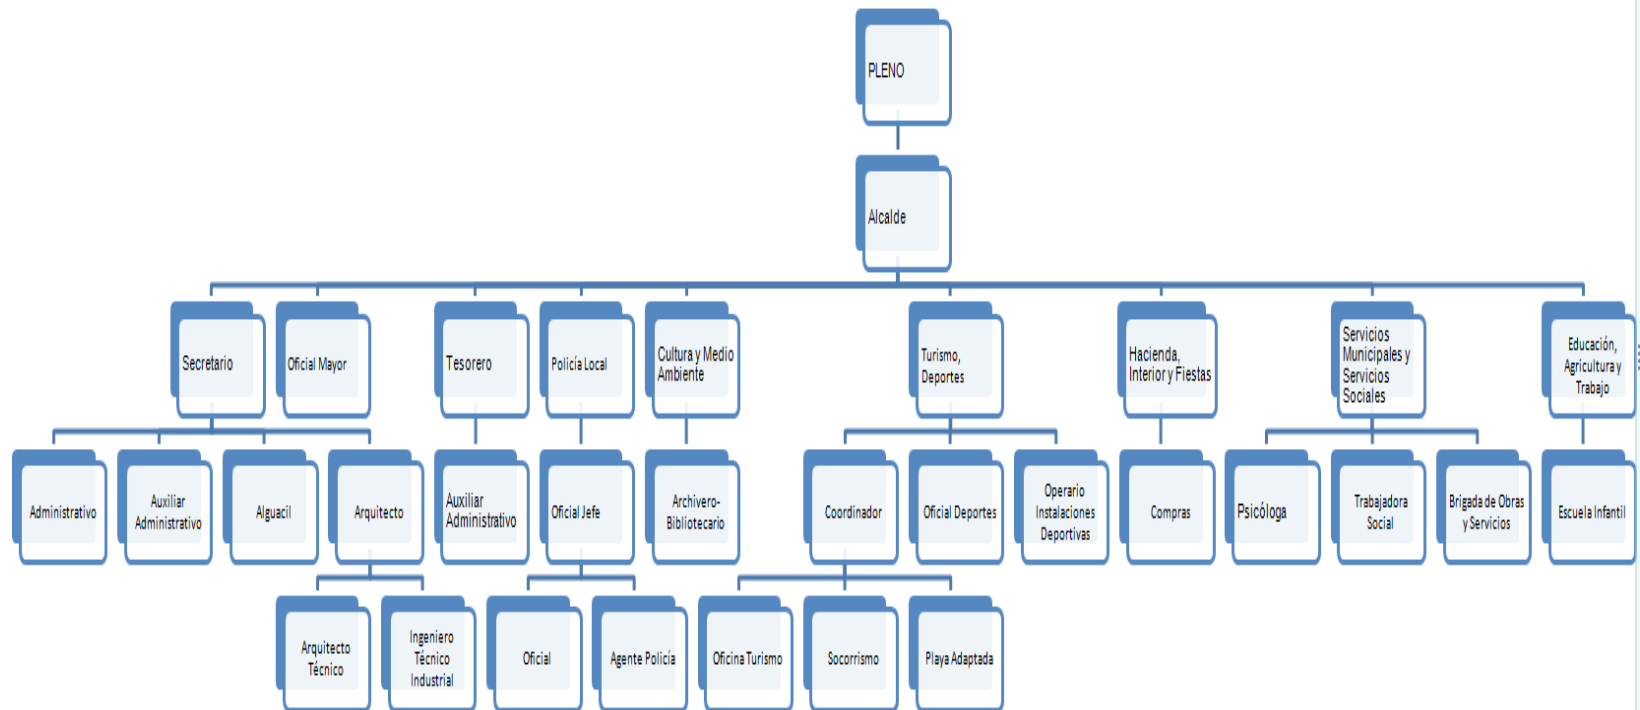 PLENO
Alcalde
Secretario
Oficial Mayor
Tesorero
Policía Local
Cultura y Medio
Ambiente
Turismo,
Deportes
Hacienda,
Interior y Fiestas
Servicios
Municipales y
Servicios
Sociales
Educación,
Agricultura y
Trabajo
Administrativo
Auxiliar
Administrativo
Alguacil
Arquitecto
Auxiliar
Administrativo
Oficial Jefe
Archivero-
Bibliotecario
Coordinador
Oficial Deportes
Operario
Instalaciones
Deportivas
Compras
Psicóloga
Trabajadora
Social
Brigada de Obras
y Servicios
Escuela Infantil
Arquitecto
Técnico
Ingeniero
Técnico
Industrial
Oficial
Agente Policía
Oficina Turismo
Socorrismo
Playa Adaptada